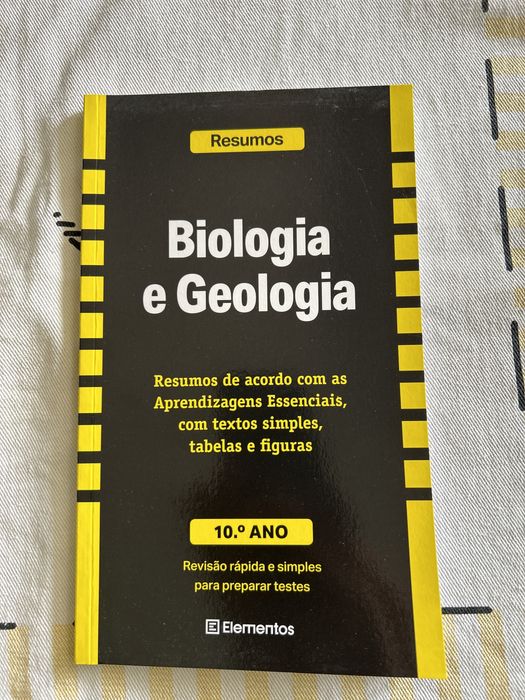 Resumos
Biologia
e Geologia
Resumos de acordo com as
Aprendizagens Essenciais,
com textos simples,
tabelas e figuras
10.º ANO
Revisão rápida e simples
para preparar testes
Elementos